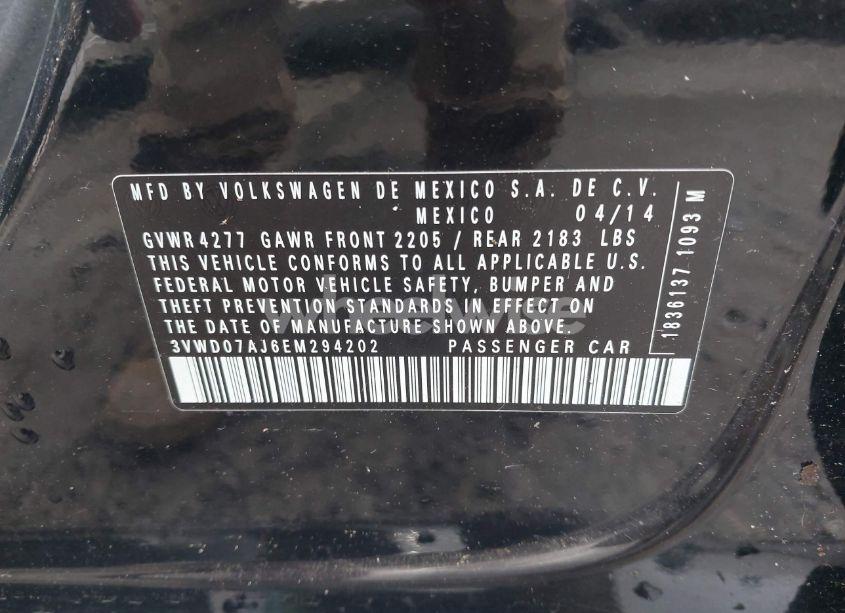 MFD BY VOLKSWAGEN DE MEXICO S.A. DE C.V.
MEXICO 04/14
GVWR 4277 GAWR FRONT 2205 / REAR 2183 LBS
THIS VEHICLE CONFORMS TO ALL APPLICABLE U.S.
FEDERAL MOTOR VEHICLE SAFETY, BUMPER AND
THEFT PREVENTION STANDARDS IN EFFECT ON
THE DATE OF MANUFACTURE SHOWN ABOVE.
3VWD07AJ6EM294202 PASSENGER CAR
1836137 1093 M
wheelwise